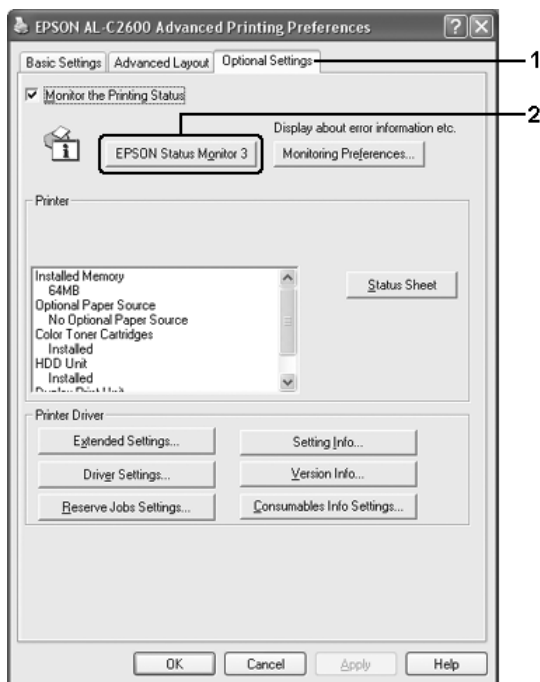 EPSON AL-C2600 Advanced Printing Preferences
Basic Settings Advanced Layout Optional Settings
1
Monitor the Printing Status
2
Display about error information etc.
EPSON Status Monitor 3 Monitoring Preferences...
Printer
Installed Memory
64MB
Status Sheet
Optional Paper Source
No Optional Paper Source
Color Toner Cartridges
Installed
HDD Unit
Installed
Duplex Print Unit
Printer Driver
Extended Settings... Setting Info...
Driver Settings... Version Info...
Reserve Jobs Settings... Consumables Info Settings...
OK Cancel Apply Help